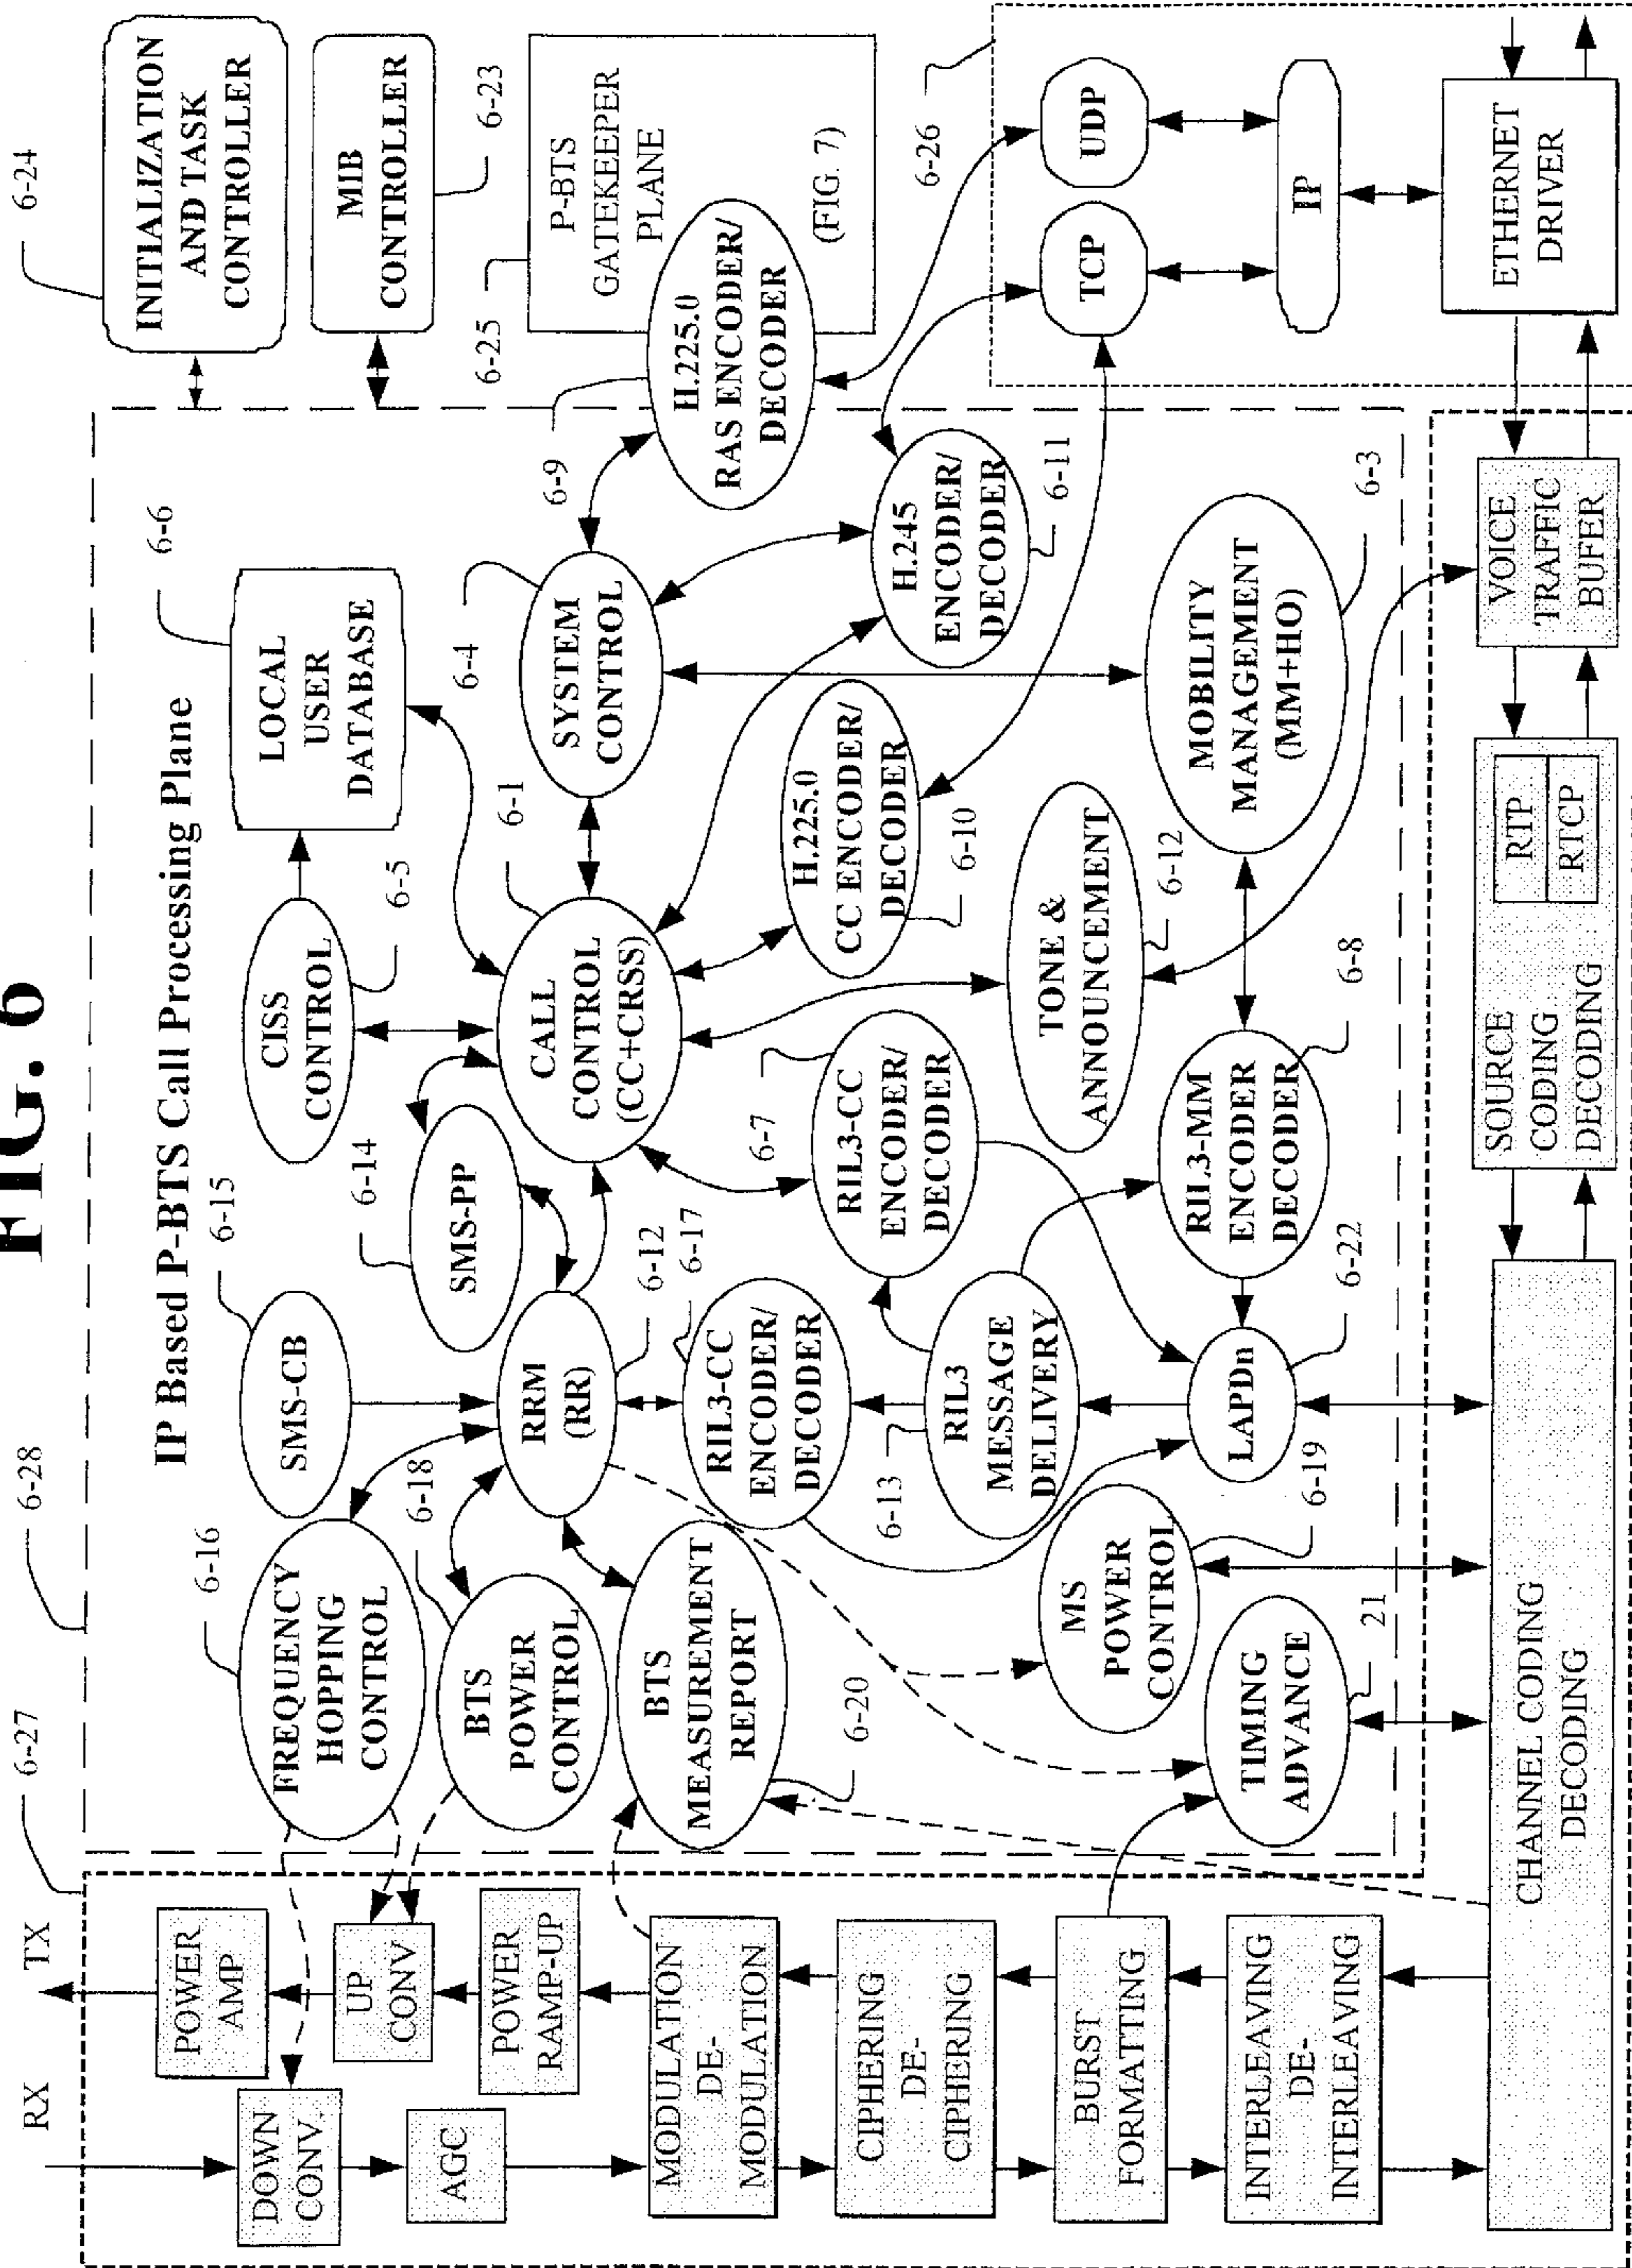 FIG. 6
6-27
6-28
IP Based P-BTS Call Processing Plane
6-24
INITIALIZATION
AND TASK
CONTROLLER
MIB
CONTROLLER
6-23
6-25
P-BTS
GATEKEEPER
PLANE
(FIG. 7)
6-26
RX
TX
DOWN
CONV.
POWER
AMP
AGC
UP
CONV
POWER
RAMP-UP
MODULATION
DE-
MODULATION
CIPHERING
DE-
CIPHERING
BURST
FORMATTING
INTERLEAVING
DE-
INTERLEAVING
CHANNEL CODING
DECODING
6-16
FREQUENCY
HOPPING
CONTROL
6-18
BTS
POWER
CONTROL
BTS
MEASUREMENT
REPORT
6-20
MS
POWER
CONTROL
6-19
TIMING
ADVANCE
21
6-15
SMS-CB
6-14
SMS-PP
RRM
(RR)
6-12
6-17
RIL3-CC
ENCODER/
DECODER
6-13
RIL3
MESSAGE
DELIVERY
LAPDn
6-22
CISS
CONTROL
6-5
LOCAL
USER
DATABASE
6-6
6-1
CALL
CONTROL
(CC+CRSS)
6-4
SYSTEM
CONTROL
6-9
H.225.0
RAS ENCODER/
DECODER
6-7
RIL3-CC
ENCODER/
DECODER
H.225.0
CC ENCODER/
DECODER
6-10
H.245
ENCODER/
DECODER
6-11
TONE &
ANNOUNCEMENT
6-12
RIL3-MM
ENCODER
DECODER
6-8
MOBILITY
MANAGEMENT
(MM+HO)
6-3
TCP
UDP
IP
ETHERNET
DRIVER
VOICE
TRAFFIC
BUFER
SOURCE
CODING
DECODING
RTP
RTCP